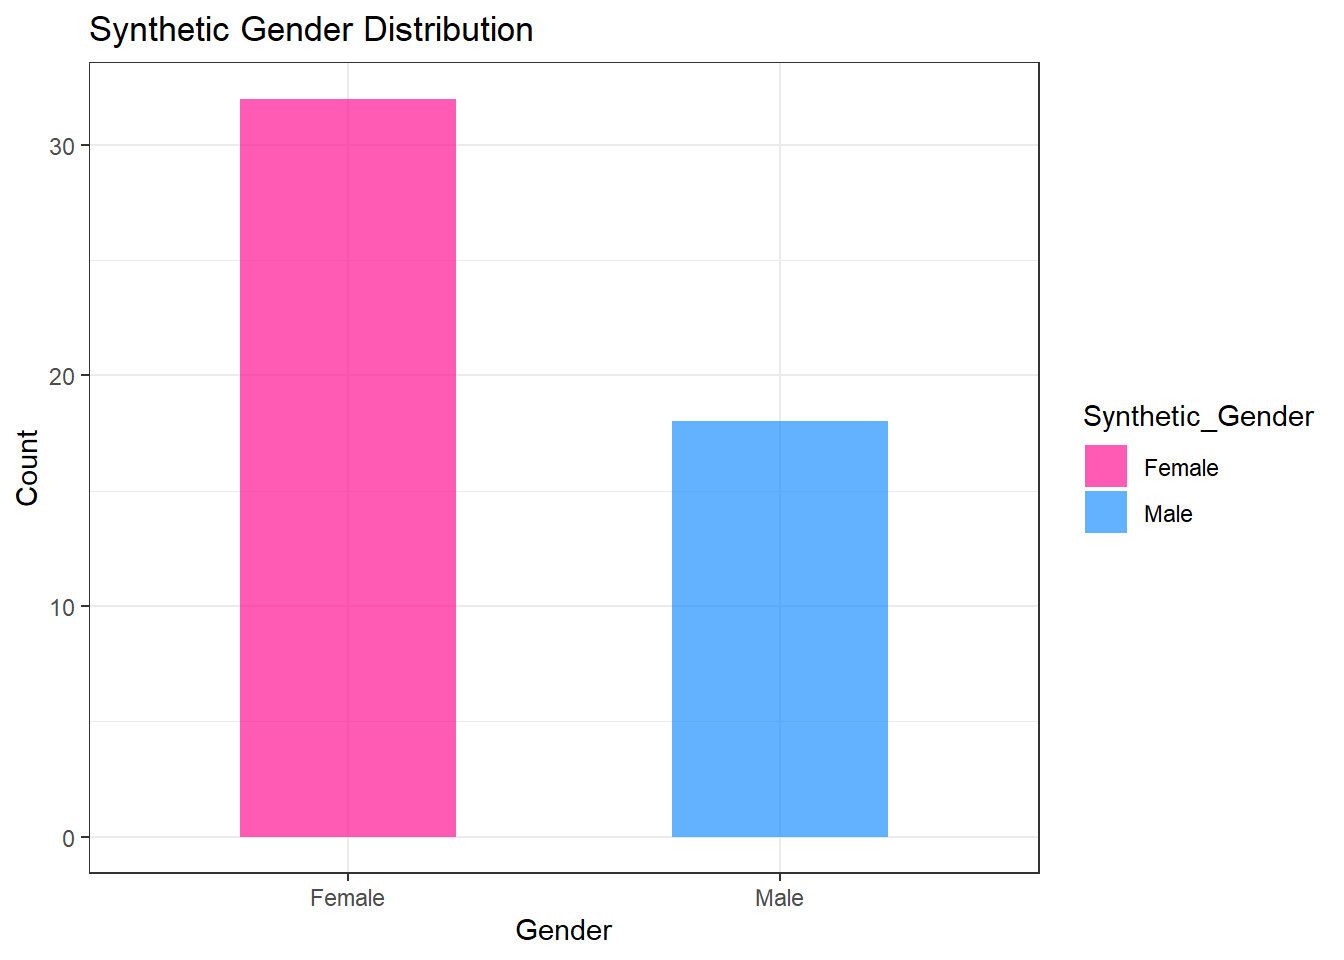 Synthetic Gender Distribution
30
20
10
0
Count
Female
Male
Gender
Synthetic_Gender
Female
Male